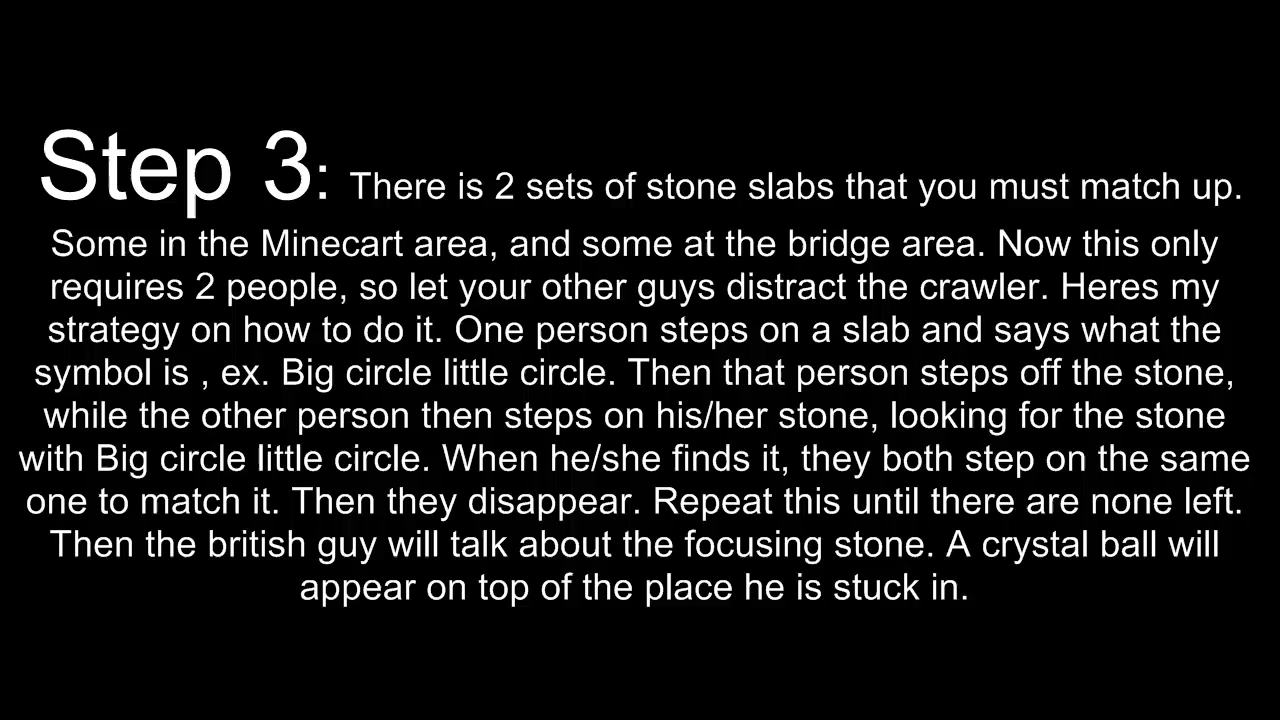 Step 3: There is 2 sets of stone slabs that you must match up.
Some in the Minecart area, and some at the bridge area. Now this only
requires 2 people, so let your other guys distract the crawler. Heres my
strategy on how to do it. One person steps on a slab and says what the
symbol is , ex. Big circle little circle. Then that person steps off the stone,
while the other person then steps on his/her stone, looking for the stone
with Big circle little circle. When he/she finds it, they both step on the same
one to match it. Then they disappear. Repeat this until there are none left.
Then the british guy will talk about the focusing stone. A crystal ball will
appear on top of the place he is stuck in.